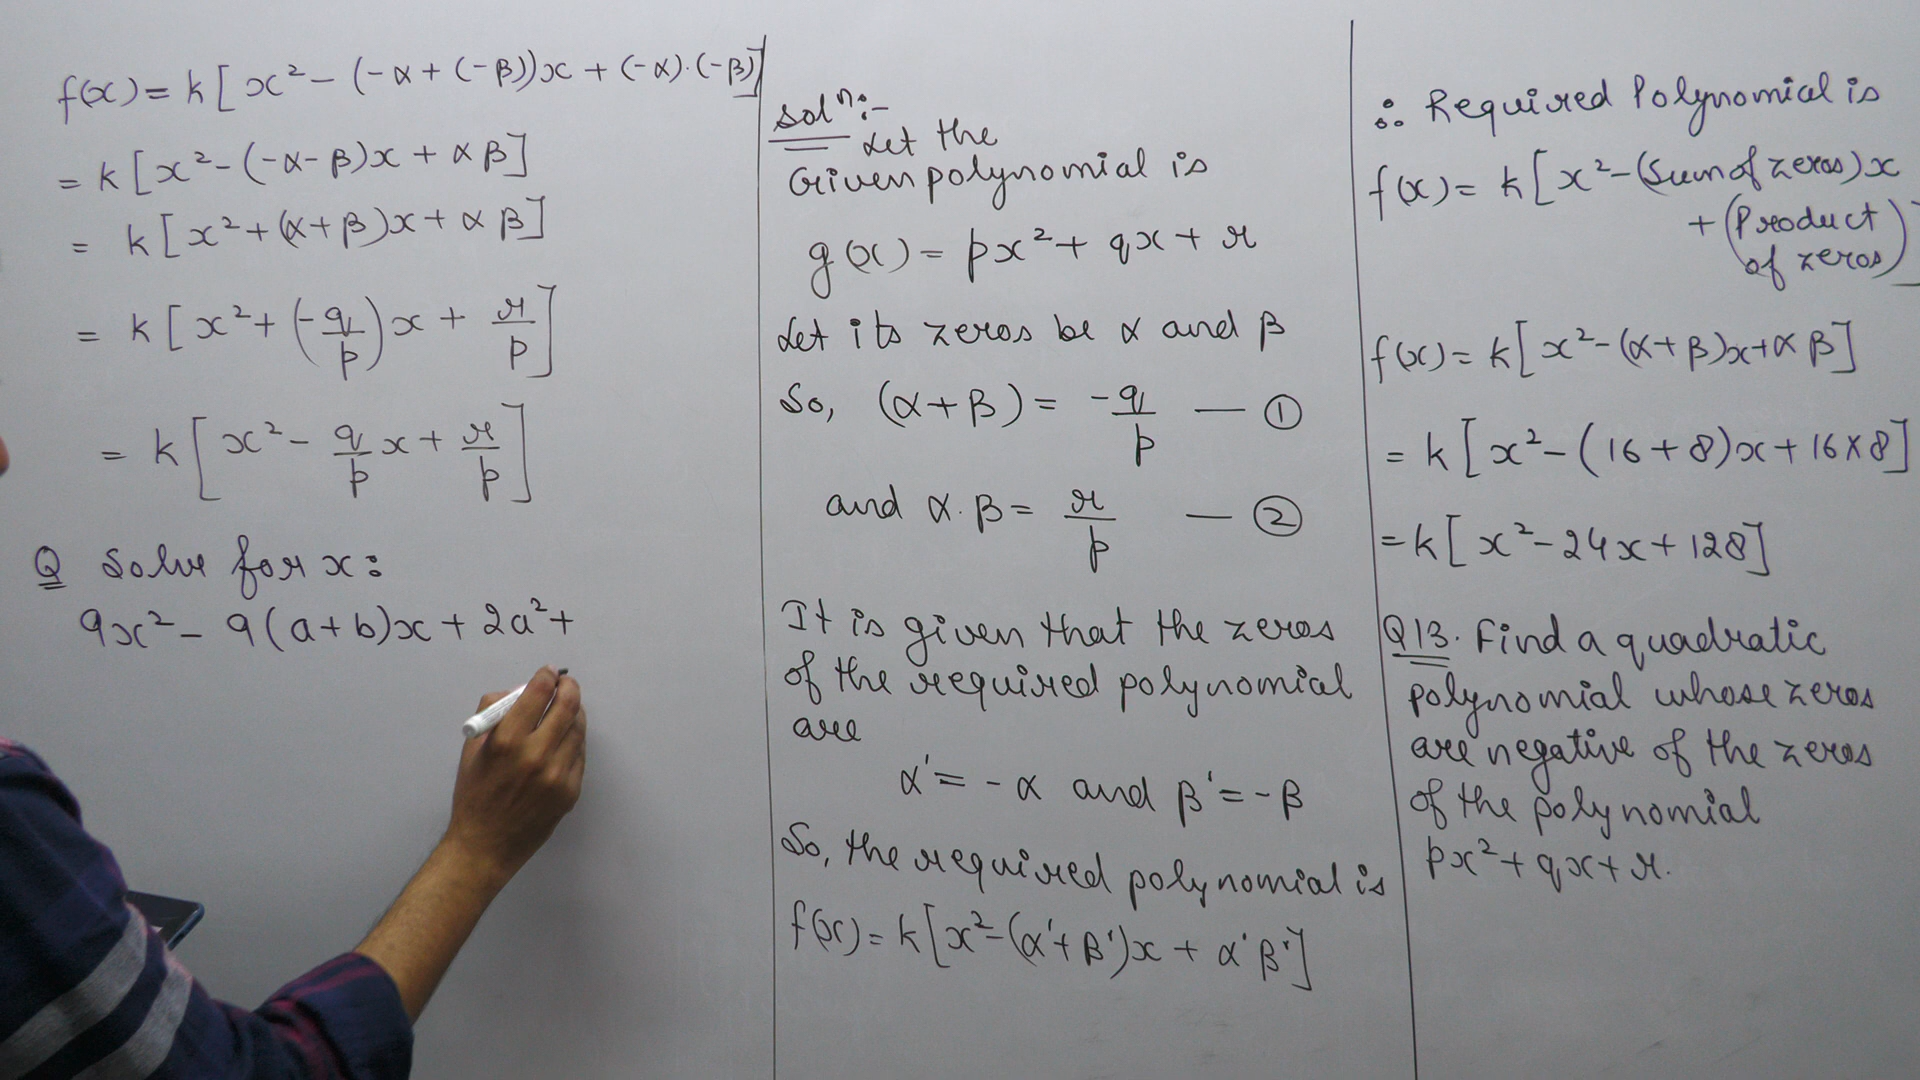 f(x) = k [ x² - (-α + (-β))x + (-α)·(-β)]
= k [x² - (-α-β)x + αβ]
= k [x² + (α+β)x + αβ]
= k [x² + (-q/p)x + r/p]
= k [x² - q/p x + r/p]
Q Solve for x:
9x² - 9(a+b)x + 2a² +
Solⁿ:-
Let the
Given polynomial is
g(x) = px² + qx + r
Let its zeros be α and β
So, (α+β) = -q/p — ①
and α·β = r/p — ②
It is given that the zeros
of the required polynomial
are
α' = -α and β' = -β
So, the required polynomial is
f(x) = k[x² - (α'+β')x + α'β']
∴ Required Polynomial is
f(x) = k [x² - (Sum of zeros)x
+ (Product
of zeros)]
f(x) = k[x² - (α+β)x + αβ]
= k [x² - (16+8)x + 16×8]
= k [x² - 24x + 128]
Q13. Find a quadratic
polynomial whose zeros
are negative of the zeros
of the polynomial
px² + qx + r.